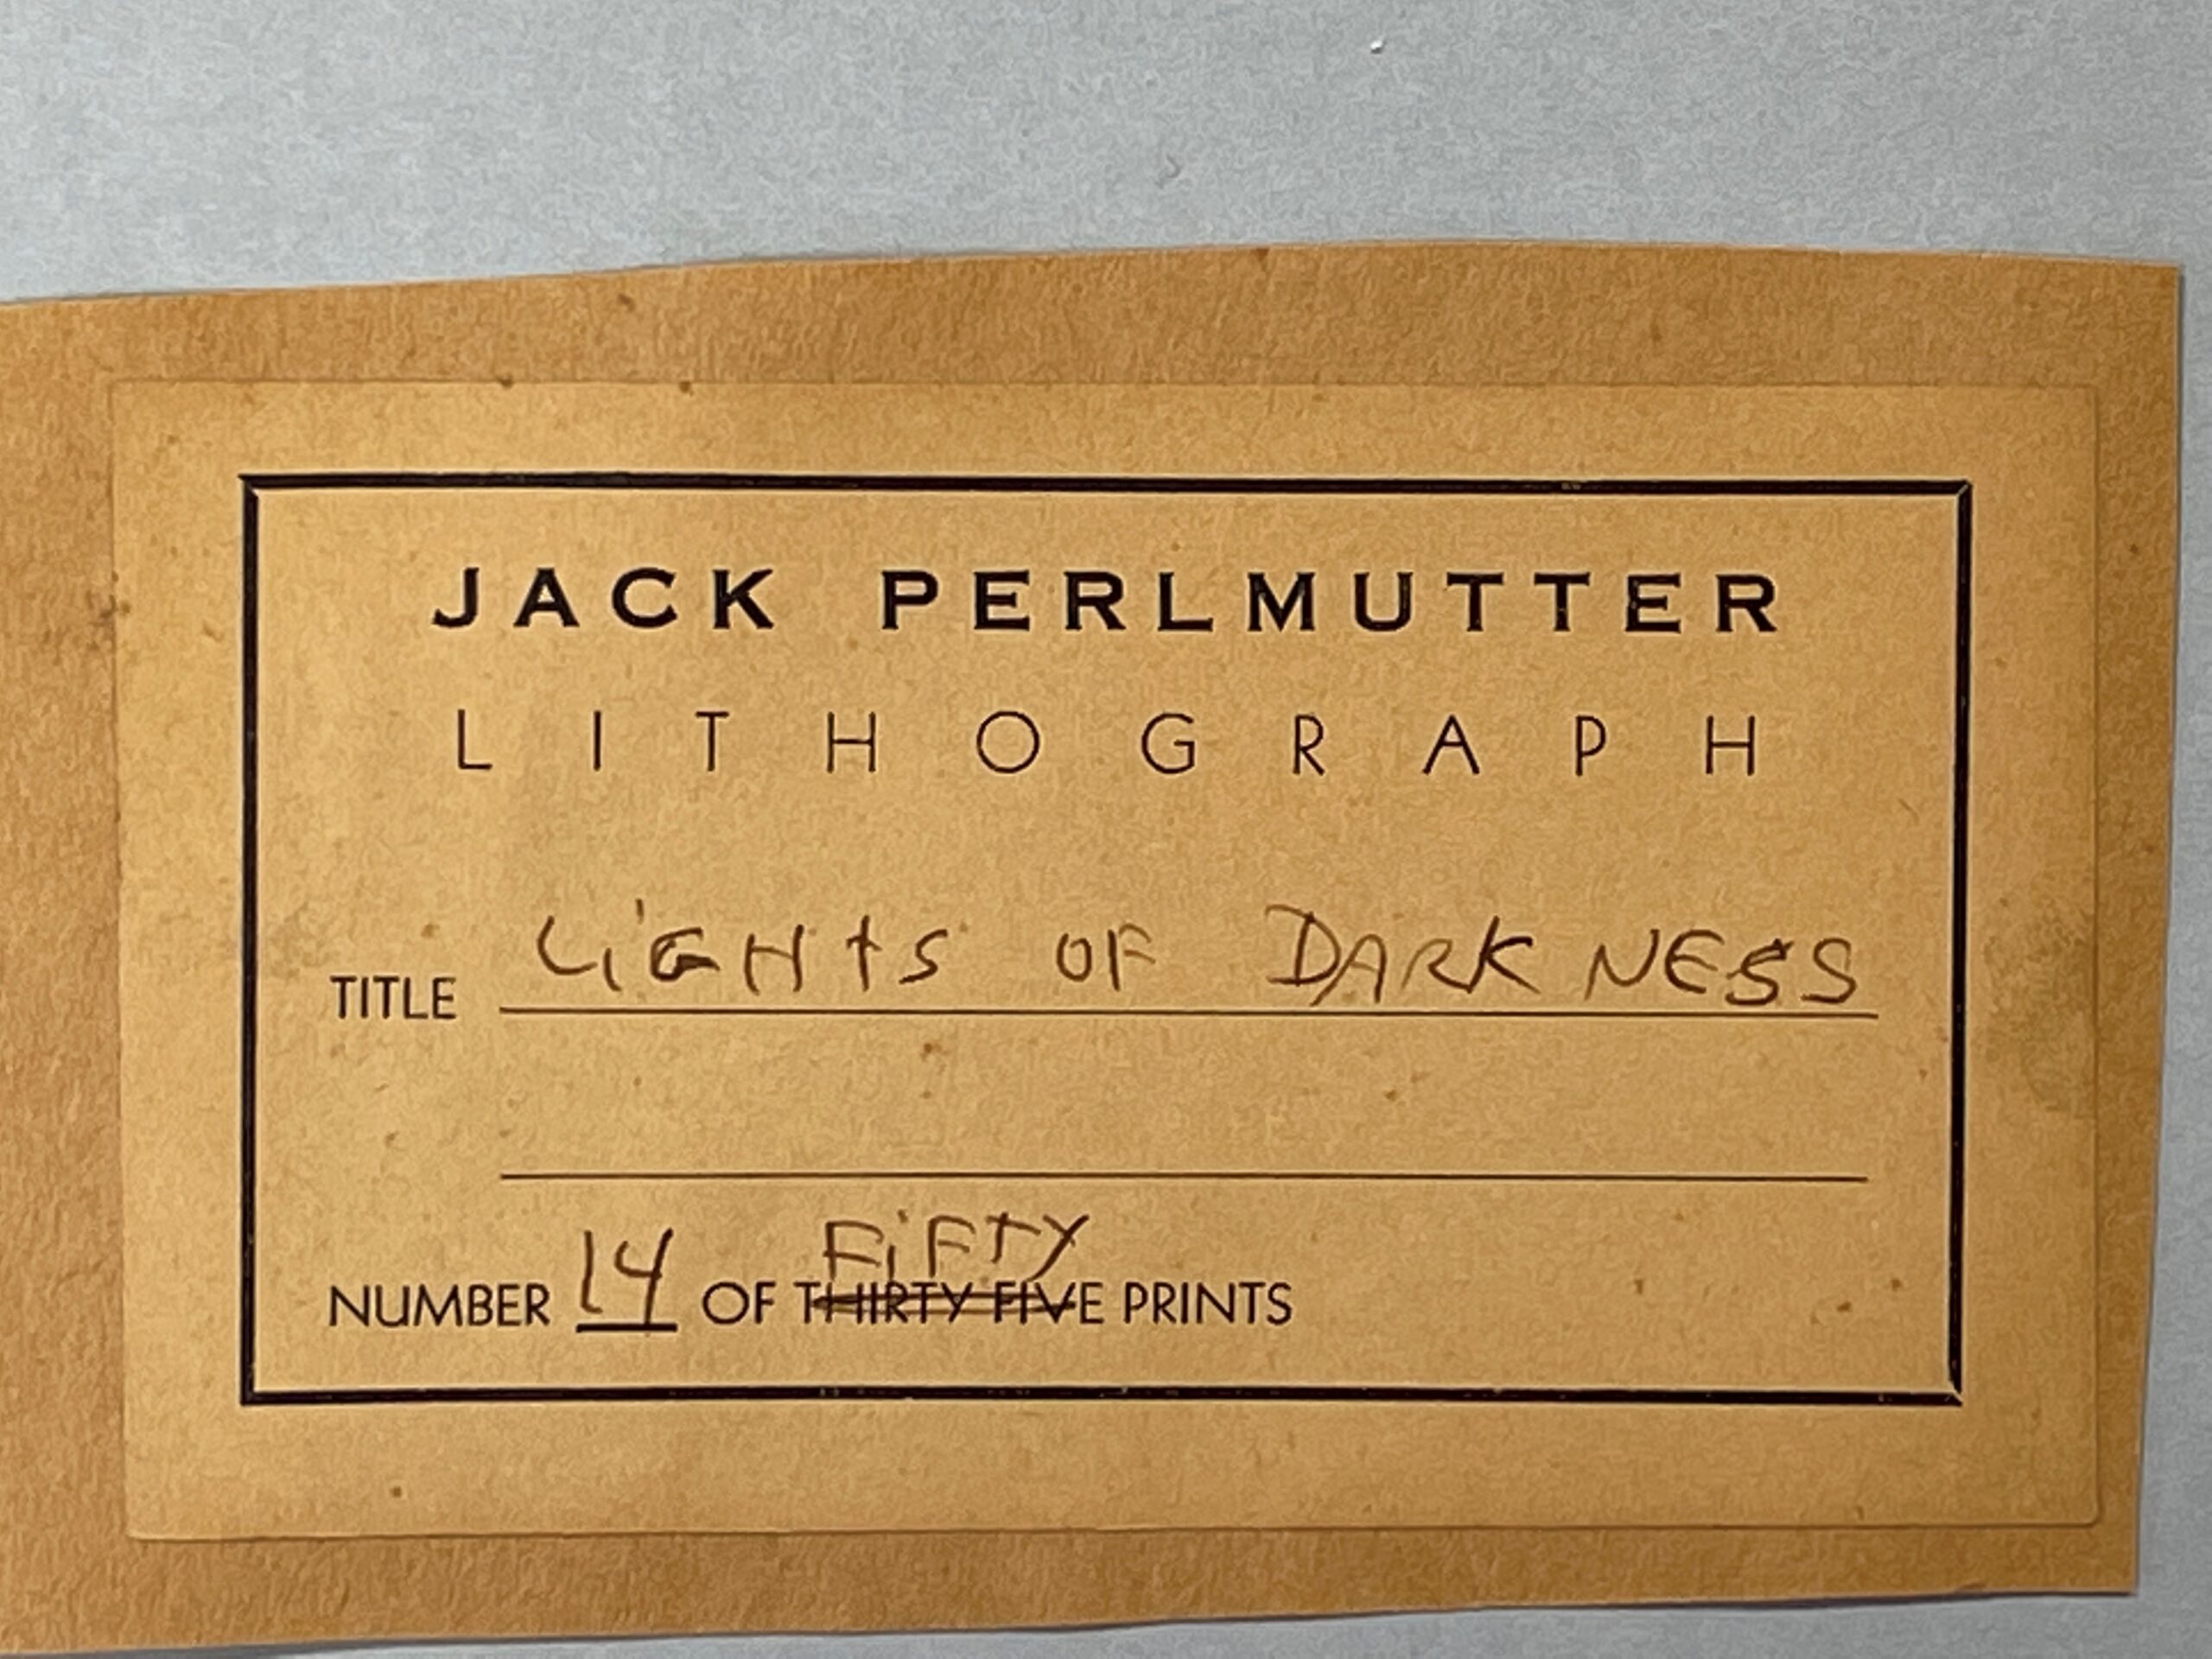 JACK PERLMUTTER
LITHOGRAPH
TITLE LiGHtS OF DARKNESS
FiFTY
NUMBER 14 OF THIRTY FIVE PRINTS